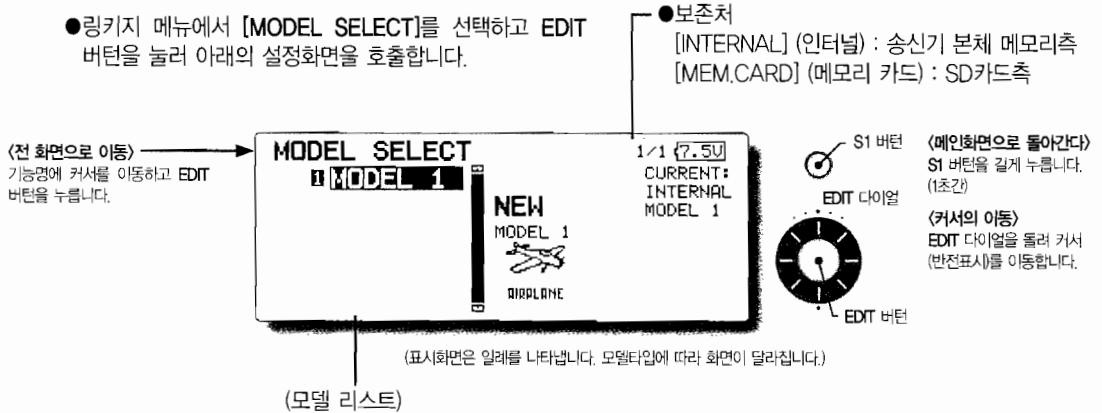 ●링키지 메뉴에서 [MODEL SELECT]를 선택하고 EDIT
버턴을 눌러 아래의 설정화면을 호출합니다.
●보존처
[INTERNAL] (인터널) : 송신기 본체 메모리측
[MEM.CARD] (메모리 카드) : SD카드측
〈전 화면으로 이동〉
기능명에 커서를 이동하고 EDIT
버턴을 누릅니다.
MODEL SELECT
1 MODEL 1
NEW
MODEL 1
AIRPLANE
1/1 7.5V
CURRENT:
INTERNAL
MODEL 1
S1 버턴
EDIT 다이얼
EDIT 버턴
〈메인화면으로 돌아간다〉
S1 버턴을 길게 누릅니다.
(1초간)
〈커서의 이동〉
EDIT 다이얼을 돌려 커서
(반전표시)를 이동합니다.
(표시화면은 일례를 나타냅니다. 모델타입에 따라 화면이 달라집니다.)
(모델 리스트)